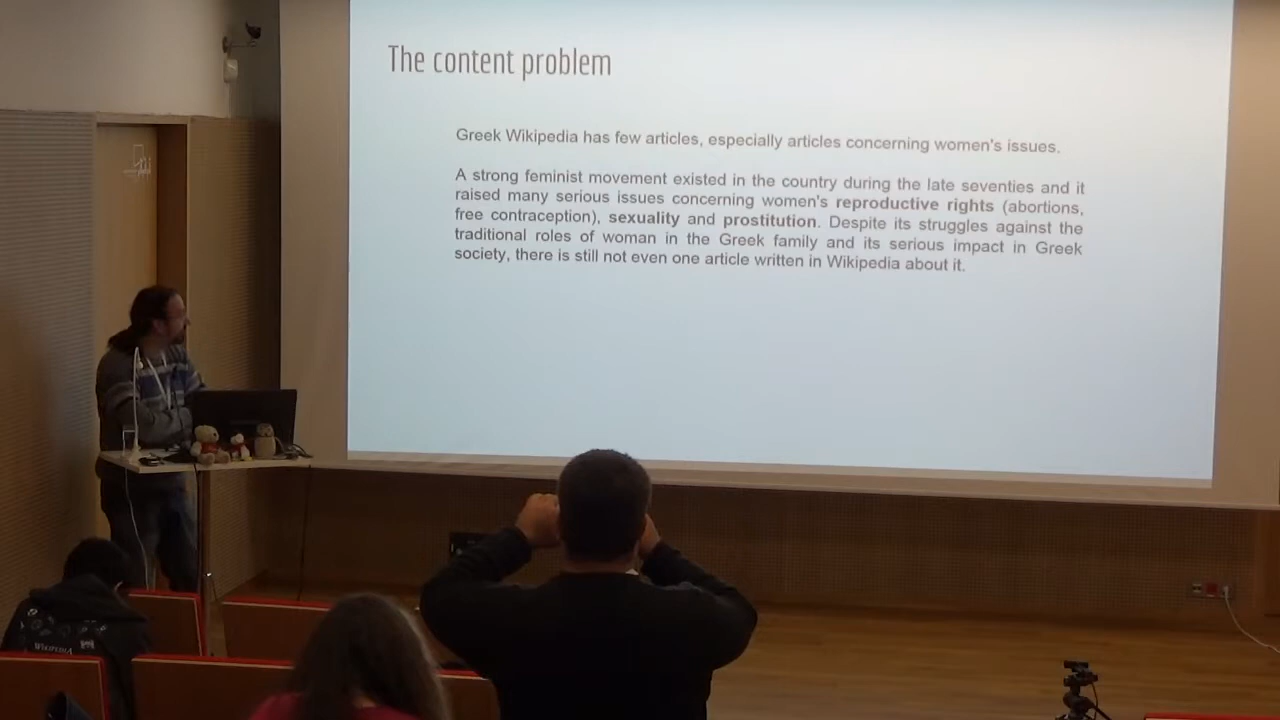 The content problem
Greek Wikipedia has few articles, especially articles concerning women's issues.
A strong feminist movement existed in the country during the late seventies and it
raised many serious issues concerning women's reproductive rights (abortions,
free contraception), sexuality and prostitution. Despite its struggles against the
traditional roles of woman in the Greek family and its serious impact in Greek
society, there is still not even one article written in Wikipedia about it.
WIKIPEDIA